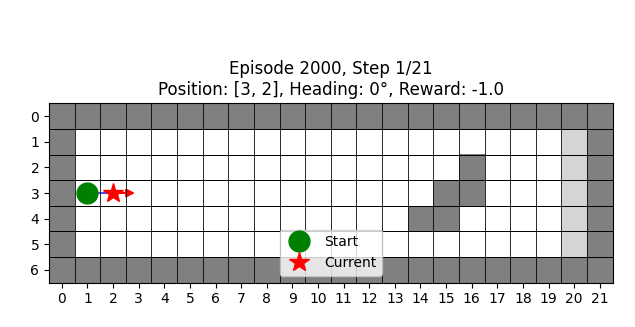 Episode 2000, Step 1/21
Position: [3, 2], Heading: 0°, Reward: -1.0
0
1
2
3
4
5
6
Start
Current
0 1 2 3 4 5 6 7 8 9 10 11 12 13 14 15 16 17 18 19 20 21